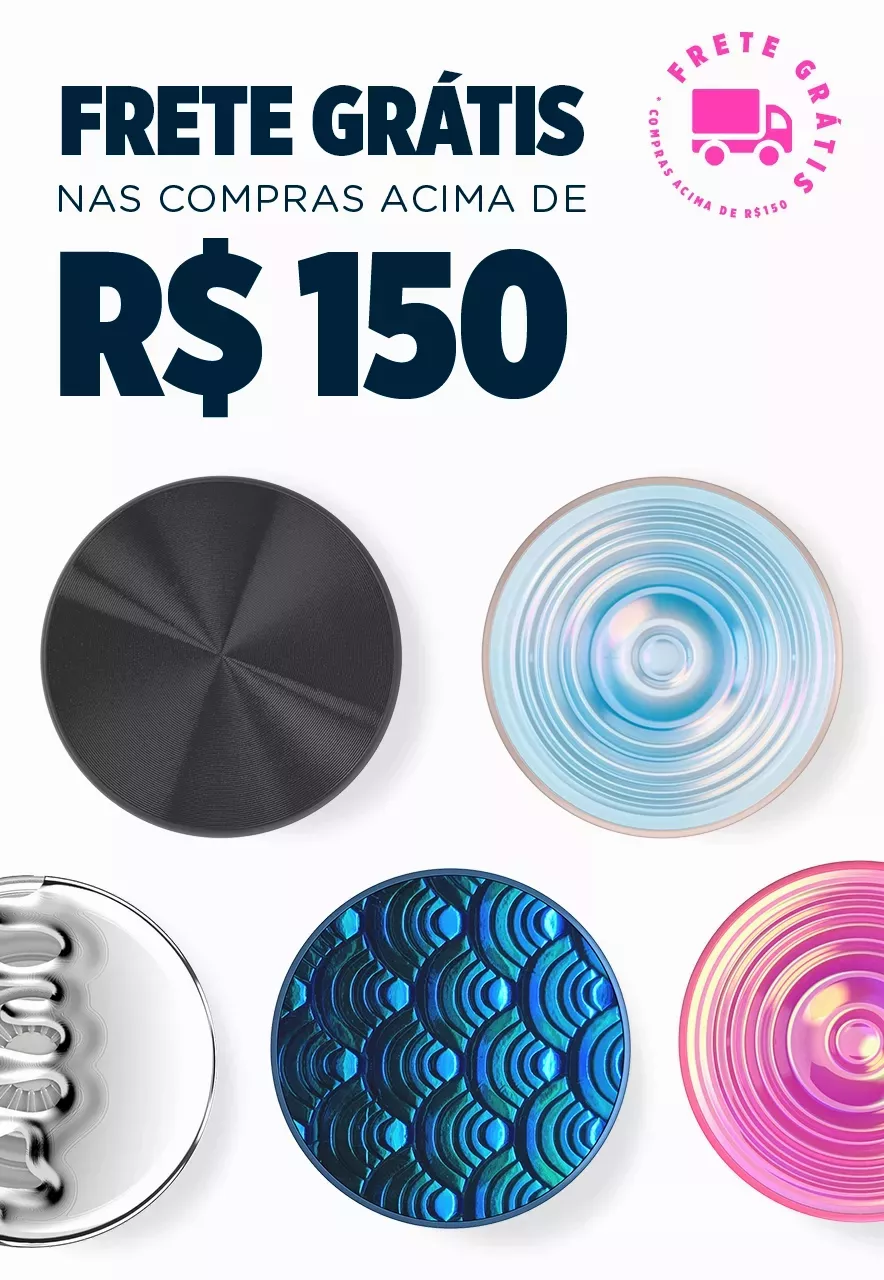 FRETE GRÁTIS
NAS COMPRAS ACIMA DE
R$ 150
FRETE GRÁTIS
* COMPRAS ACIMA DE R$150